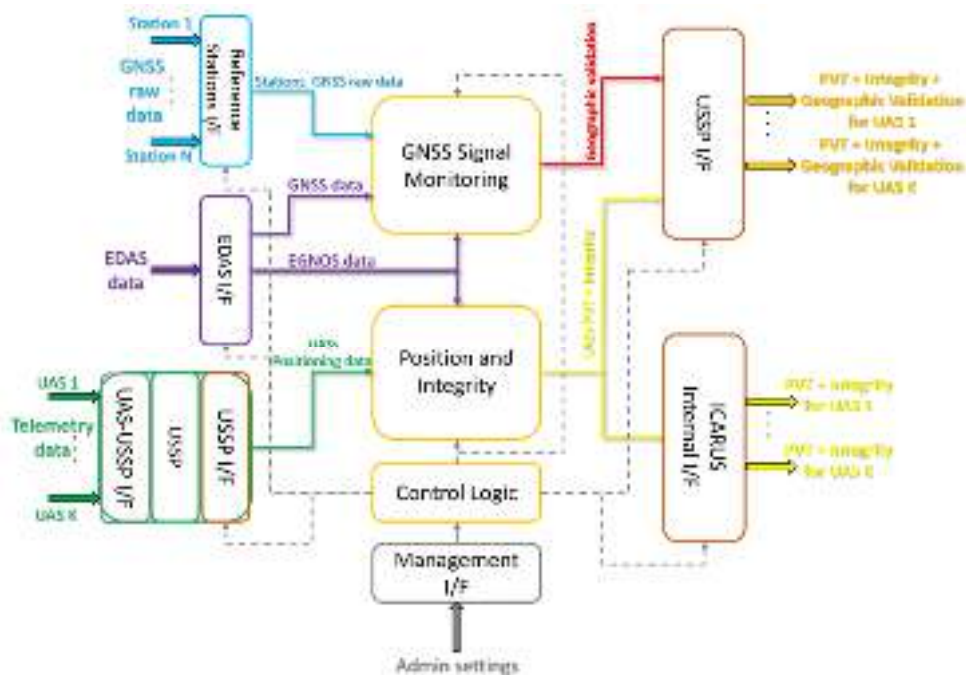 Station 1
GNSS
raw
data
Station N
Reference
Stations I/F
Stations GNSS raw data
GNSS Signal
Monitoring
Geographic validation
USSP I/F
PVT + Integrity +
Geographic Validation
for UAS 1
PVT + Integrity +
Geographic Validation
for UAS K
GNSS data
EDAS
data
EDAS I/F
EGNOS data
UASs PVT + Integrity
Positioning data
Position and
Integrity
UAS 1
Telemetry
data
UAS K
UAS-USSP I/F
USSP
USSP I/F
ICARUS
Internal I/F
PVT + Integrity
for UAS 1
PVT + Integrity
for UAS K
Control Logic
Management
I/F
Admin settings